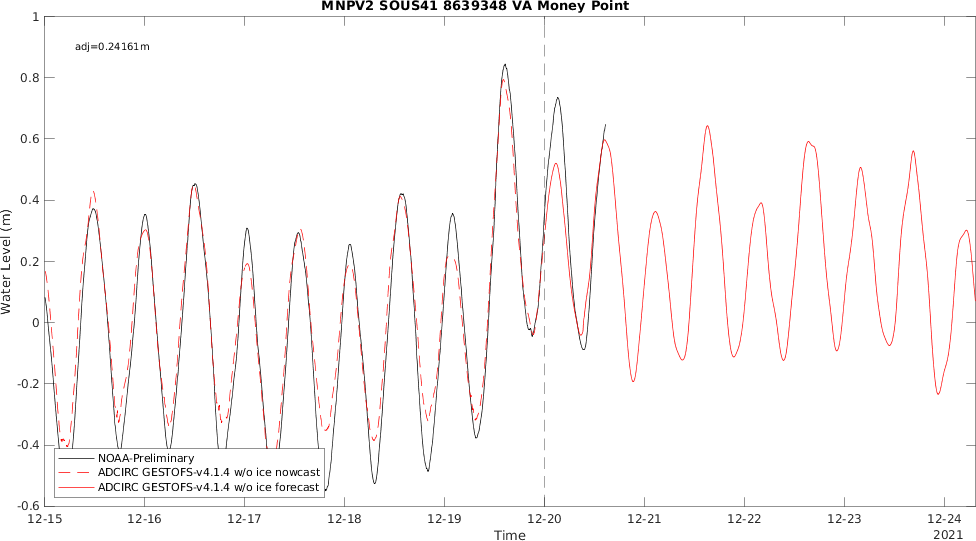 MNPV2 SOUS41 8639348 VA Money Point
adj=0.24161m
Water Level (m)
1
0.8
0.6
0.4
0.2
0
-0.2
-0.4
-0.6
NOAA-Preliminary
ADCIRC GESTOFS-v4.1.4 w/o ice nowcast
ADCIRC GESTOFS-v4.1.4 w/o ice forecast
12-15 12-16 12-17 12-18 12-19 12-20 12-21 12-22 12-23 12-24
Time
2021